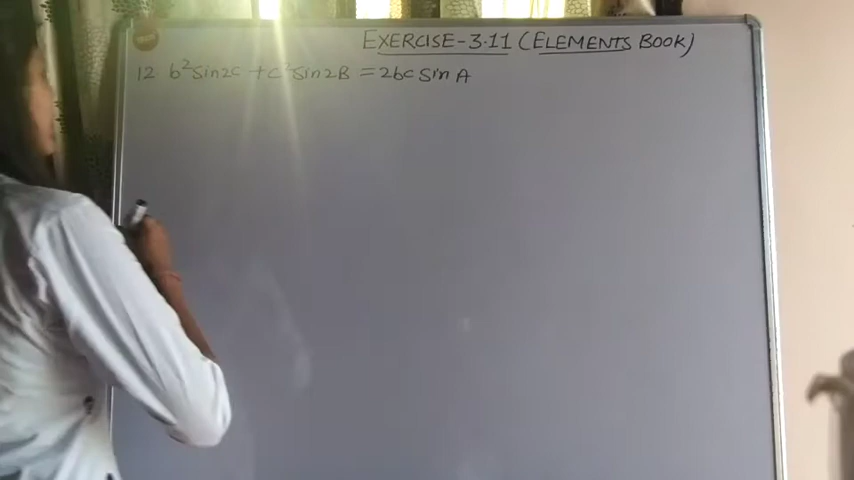 EXERCISE-3.11 (ELEMENTS BOOK)
12 b²sin2C + c²sin2B = 2bc sin A